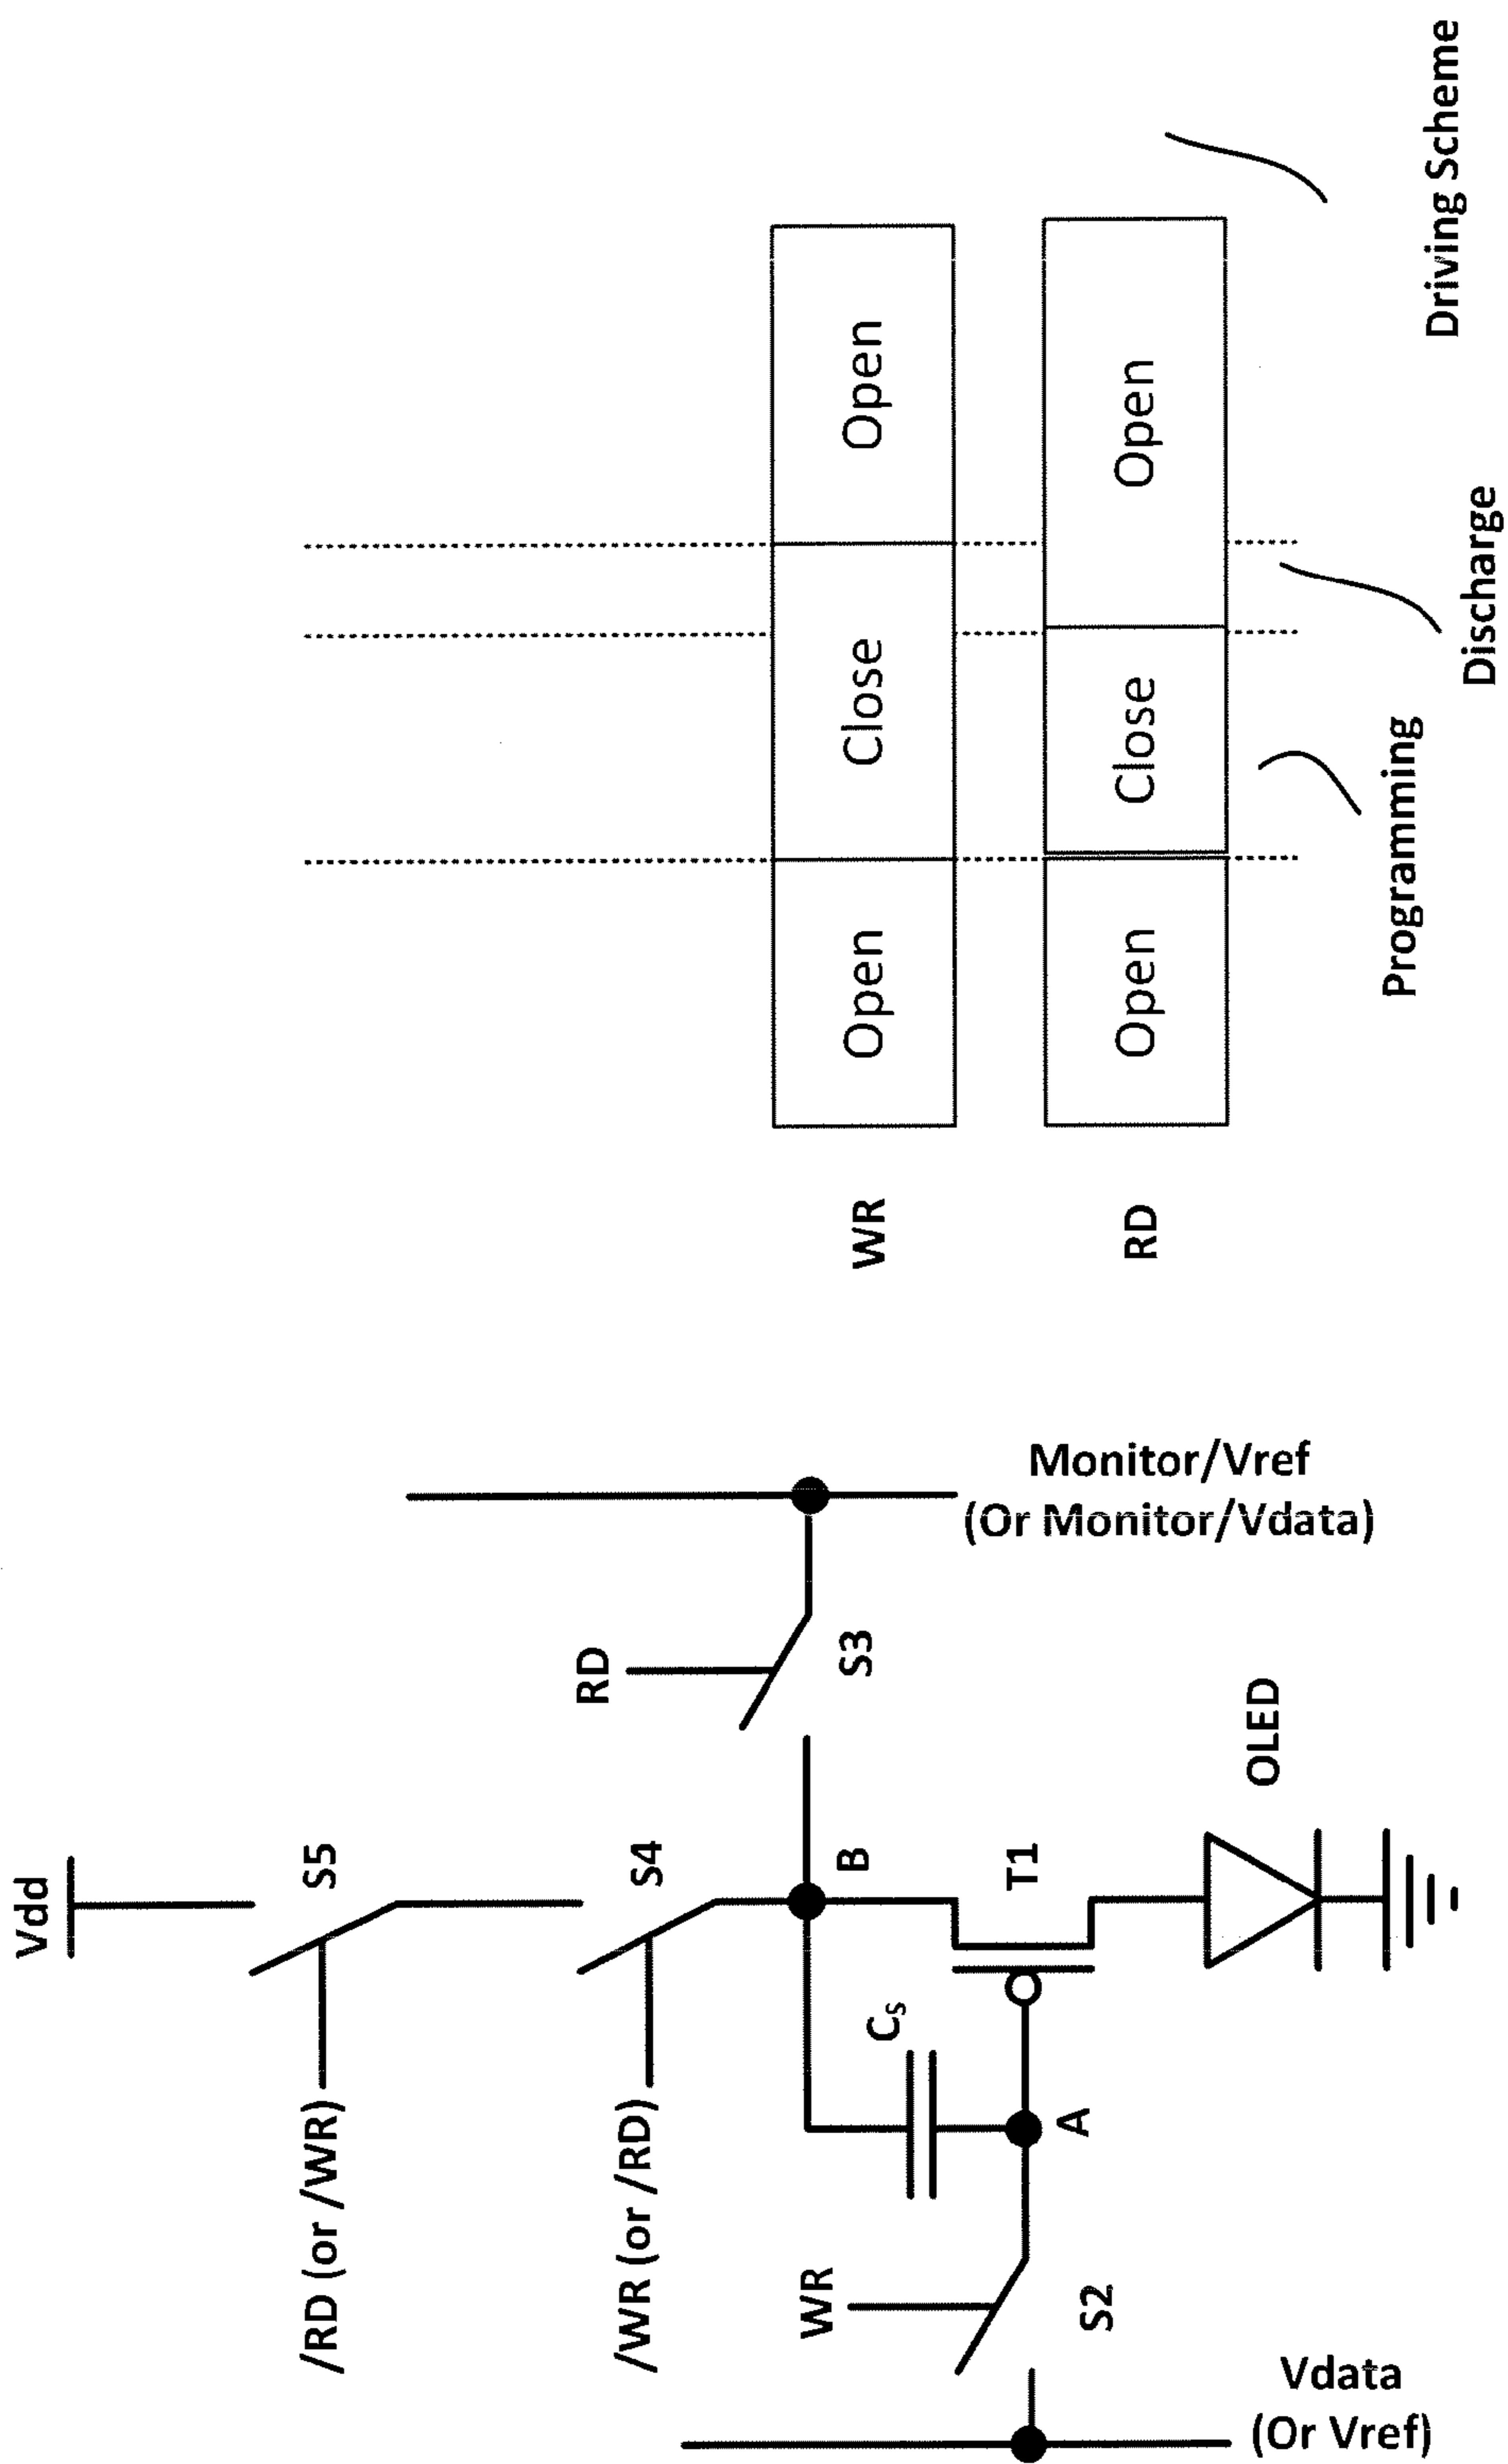 Vdd
/RD (or /WR)
S5
/WR (or /RD)
S4
RD
S3
B
Cs
WR
A
S2
T1
OLED
Vdata
(Or Vref)
Monitor/Vref
(Or Monitor/Vdata)
WR
Open
Close
Open
RD
Open
Close
Open
Programming
Discharge
Driving Scheme